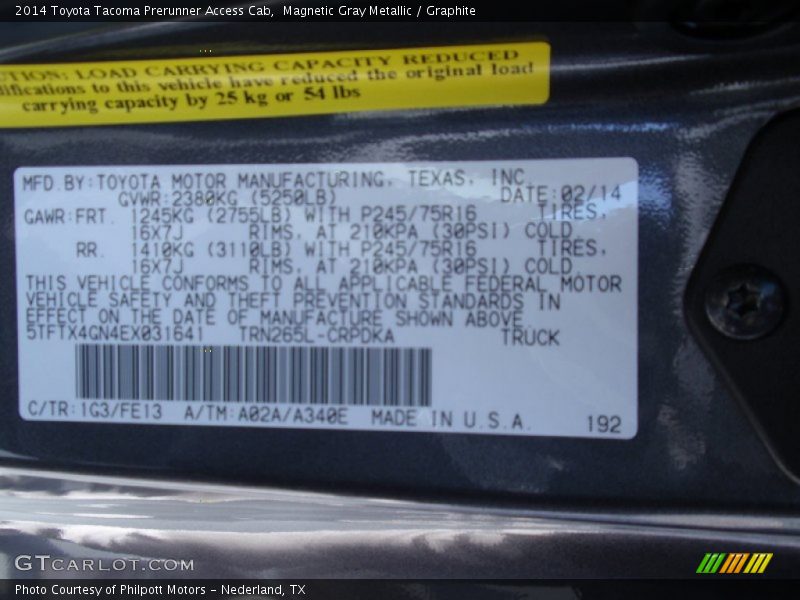 2014 Toyota Tacoma Prerunner Access Cab,  Magnetic Gray Metallic / Graphite
LOAD CARRYING CAPACITY REDUCED
to this vehicle have reduced the original load
carrying capacity by 25 kg or 54 lbs
MFD.BY:TOYOTA MOTOR MANUFACTURING, TEXAS, INC.
GVWR:2380KG (5250LB) DATE:02/14
GAWR:FRT. 1245KG (2755LB) WITH P245/75R16 TIRES,
16X7J RIMS, AT 210KPA (30PSI) COLD
RR. 1410KG (3110LB) WITH P245/75R16 TIRES,
16X7J RIMS, AT 210KPA (30PSI) COLD.
THIS VEHICLE CONFORMS TO ALL APPLICABLE FEDERAL MOTOR
VEHICLE SAFETY AND THEFT PREVENTION STANDARDS IN
EFFECT ON THE DATE OF MANUFACTURE SHOWN ABOVE.
5TFTX4GN4EX031641 TRN265L-CRPDKA TRUCK
C/TR:1G3/FE13 A/TM:A02A/A340E MADE IN U.S.A. 192
GTCARLOT.COM
Photo Courtesy of Philpott Motors - Nederland, TX